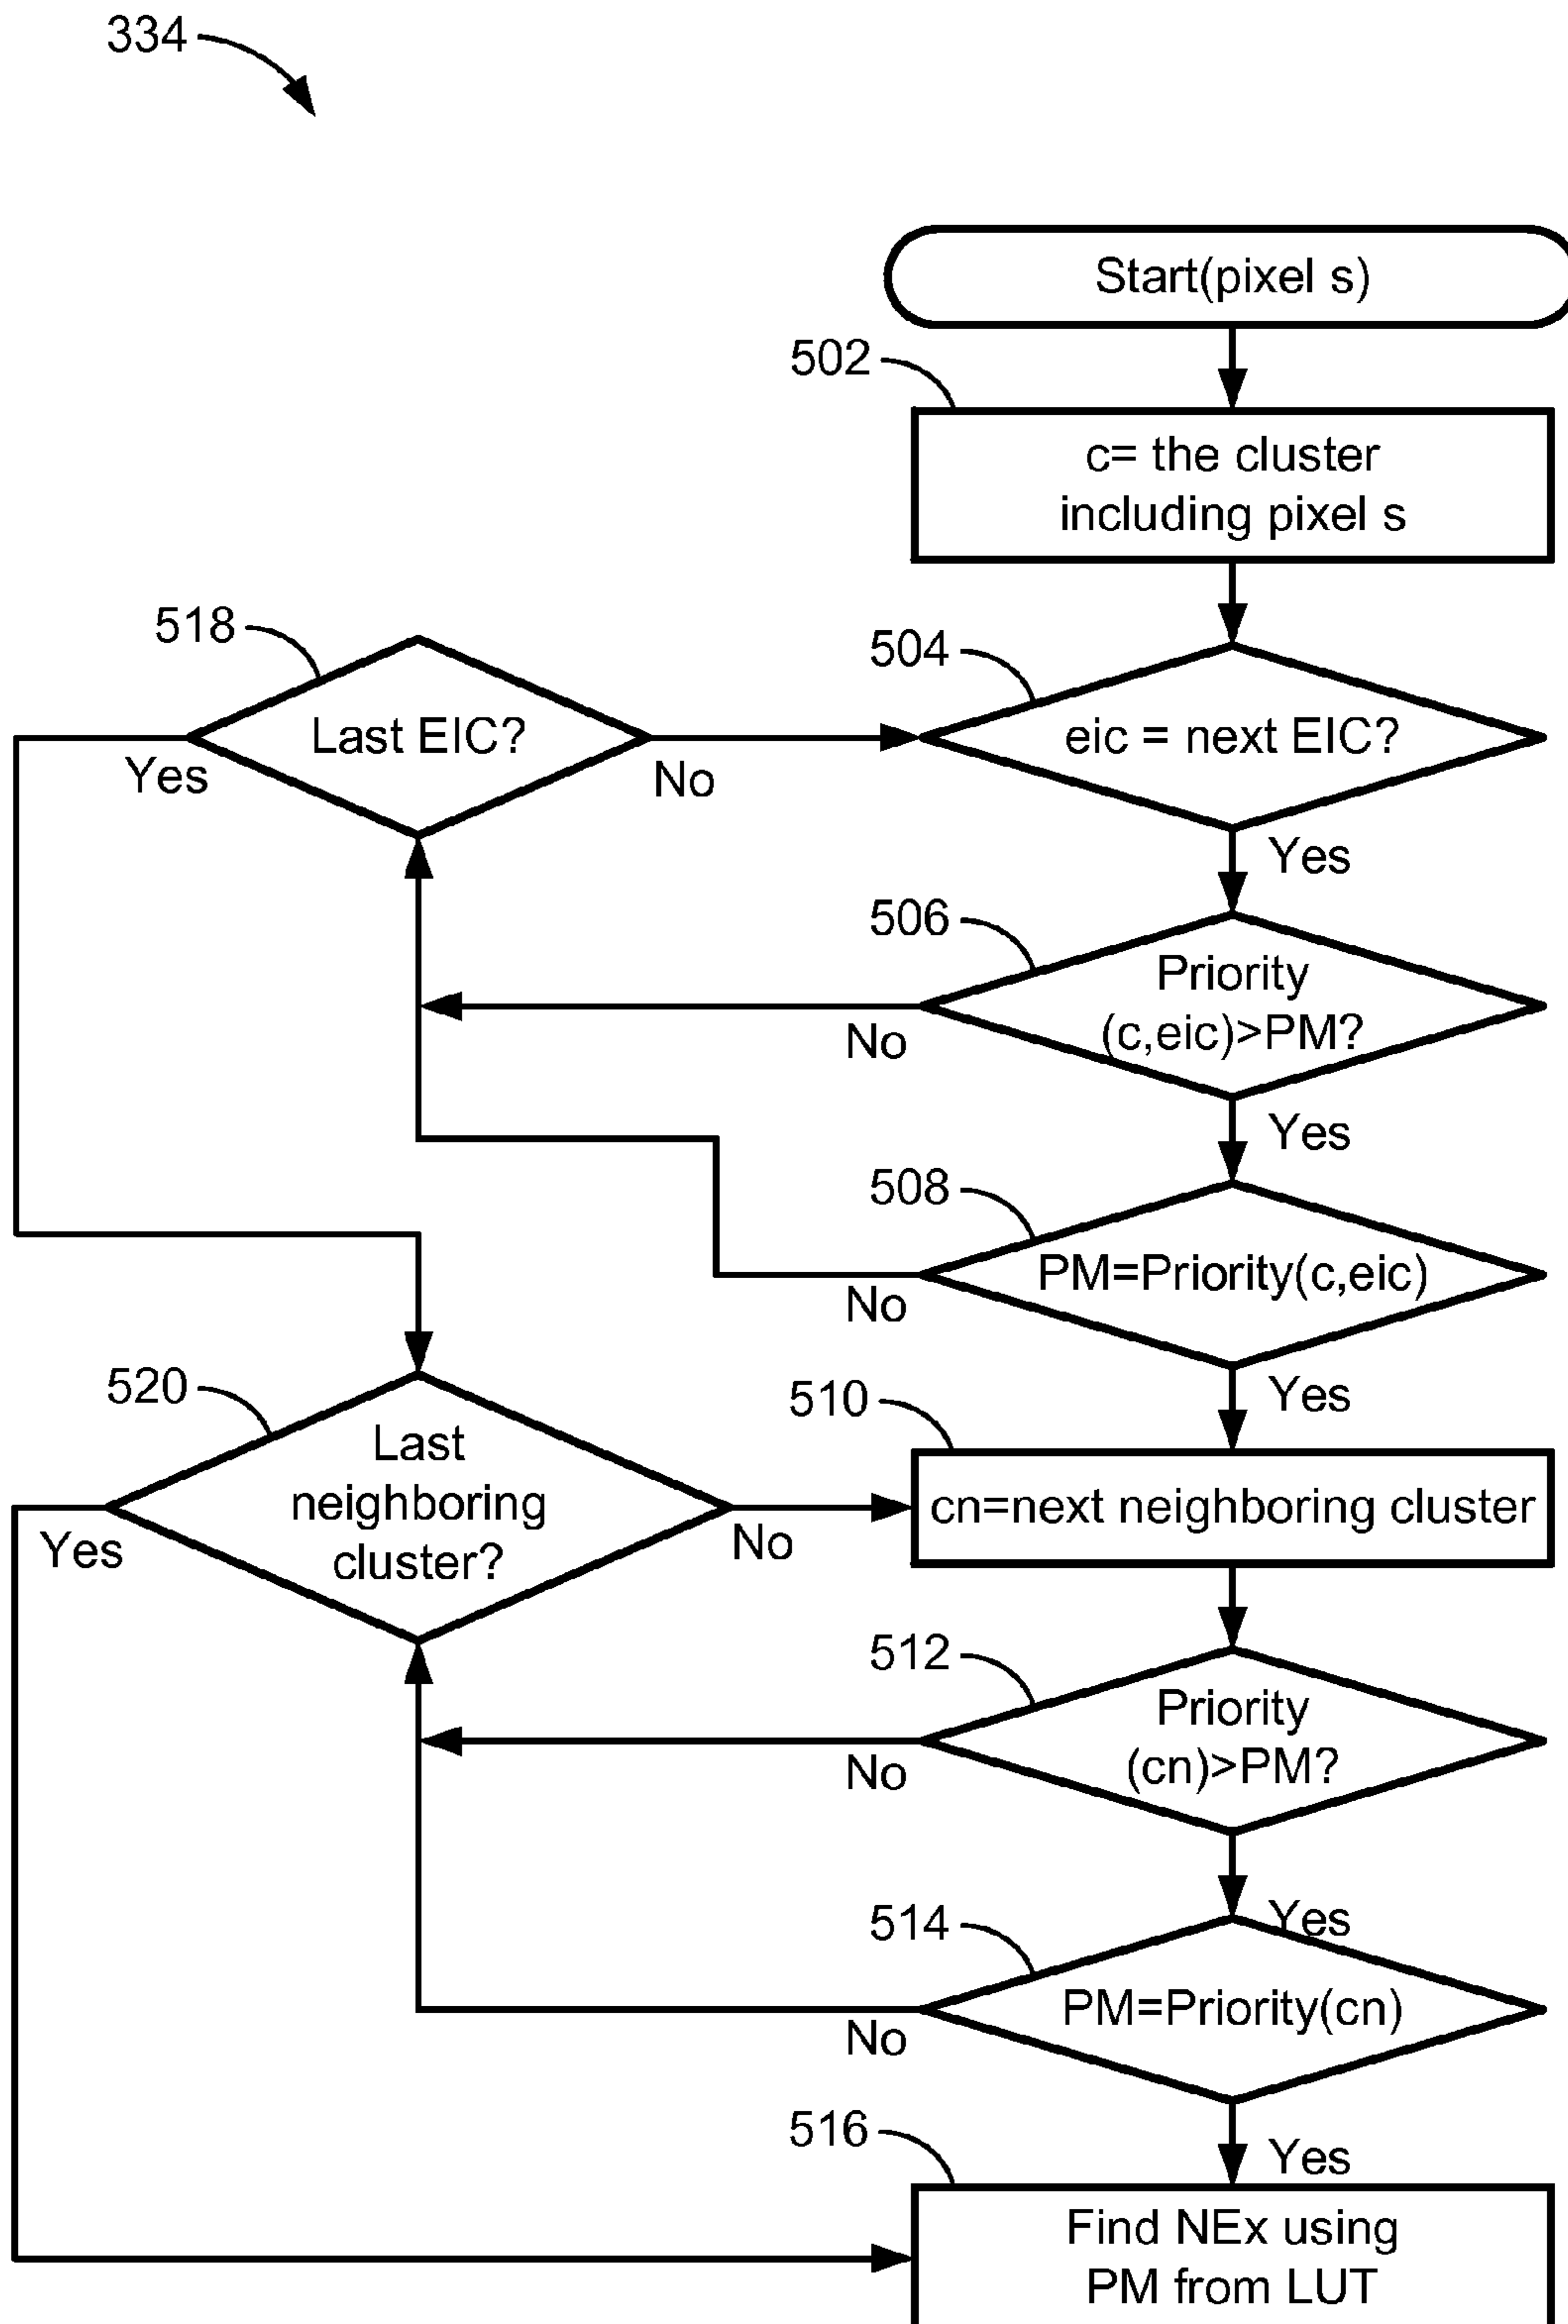 334
Start(pixel s)
502
c= the cluster
including pixel s
518
504
Last EIC?
eic = next EIC?
Yes
No
Yes
506
Priority
(c,eic)>PM?
No
Yes
508
PM=Priority(c,eic)
No
Yes
520
510
Last
neighboring
cluster?
cn=next neighboring cluster
Yes
No
512
Priority
(cn)>PM?
No
Yes
514
PM=Priority(cn)
No
Yes
516
Find NEx using
PM from LUT